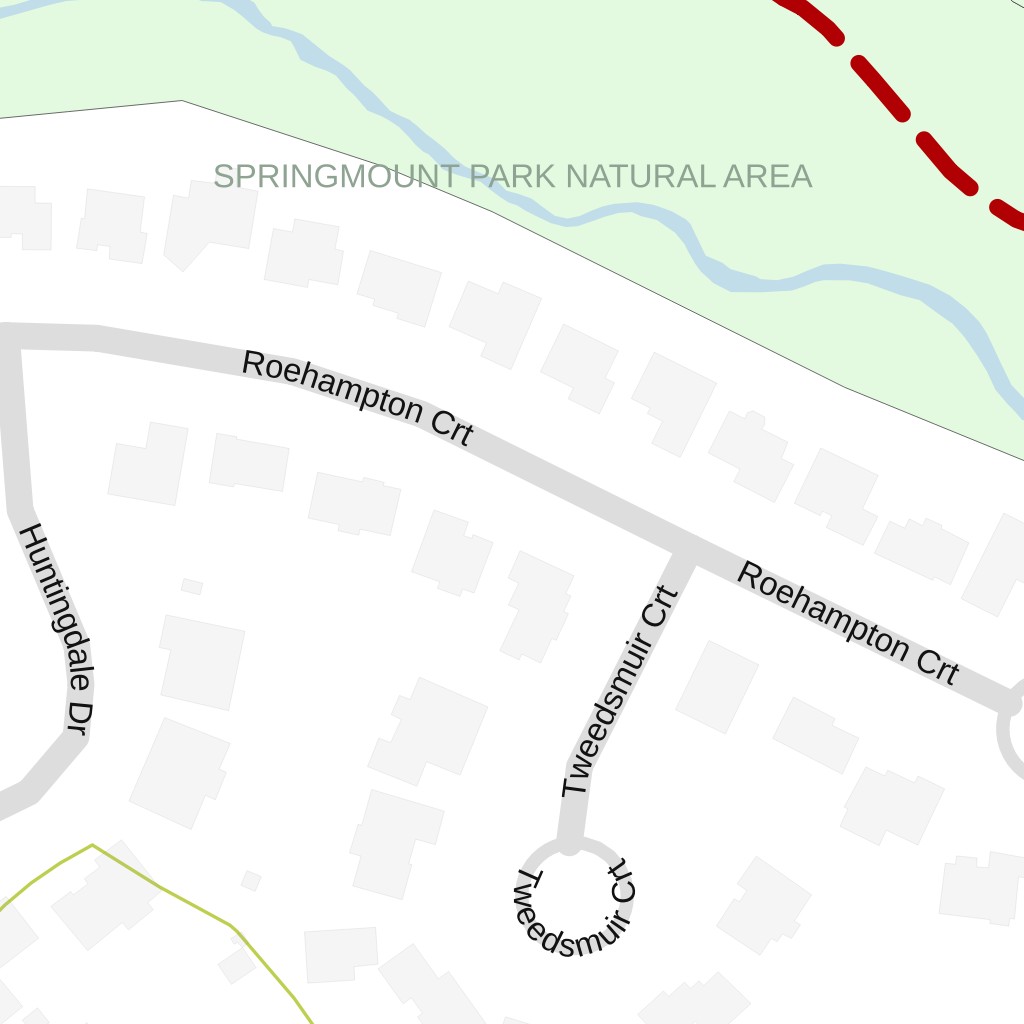 SPRINGMOUNT PARK NATURAL AREA
Roehampton Crt
Huntingdale Dr
Roehampton Crt
Tweedsmuir Crt
Tweedsmuir Crt